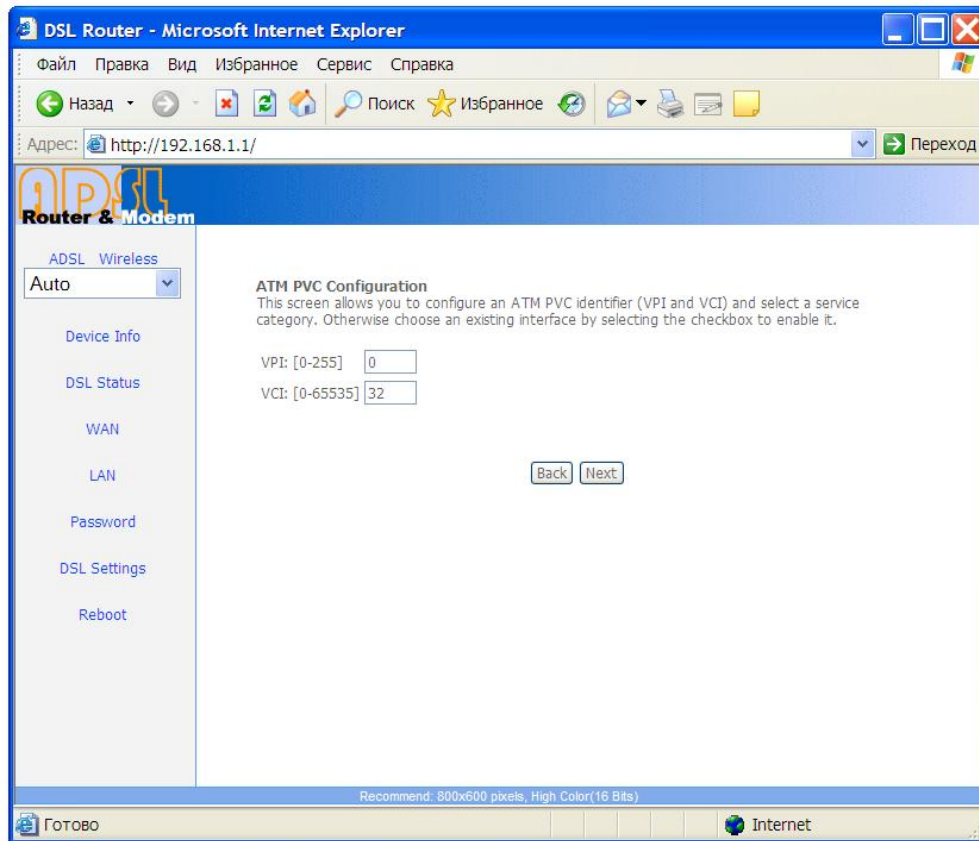 DSL Router - Microsoft Internet Explorer
Файл Правка Вид Избранное Сервис Справка
Назад Поиск Избранное
Адрес: http://192.168.1.1/ Переход
ADSL
Router & Modem
ADSL Wireless
Auto
Device Info
DSL Status
WAN
LAN
Password
DSL Settings
Reboot
ATM PVC Configuration
This screen allows you to configure an ATM PVC identifier (VPI and VCI) and select a service
category. Otherwise choose an existing interface by selecting the checkbox to enable it.
VPI: [0-255] 0
VCI: [0-65535] 32
Back Next
Recommend: 800x600 pixels, High Color(16 Bits)
Готово Internet